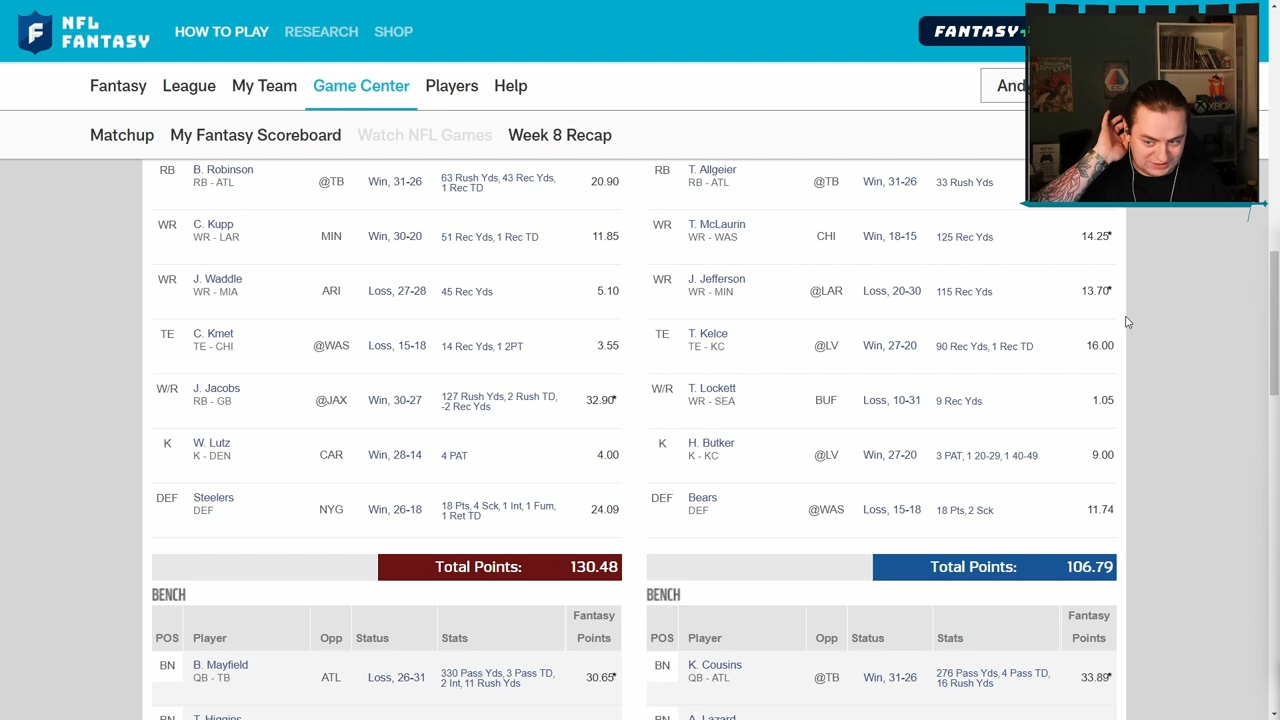 NFL
FANTASY
HOW TO PLAY RESEARCH SHOP
FANTASY+
Fantasy League My Team Game Center Players Help
Matchup My Fantasy Scoreboard Watch NFL Games Week 8 Recap
RB B. Robinson RB - ATL @TB Win, 31-26 63 Rush Yds, 43 Rec Yds, 1 Rec TD 20.90
RB T. Allgeier RB - ATL @TB Win, 31-26 33 Rush Yds
WR C. Kupp WR - LAR MIN Win, 30-20 51 Rec Yds, 1 Rec TD 11.85
WR T. McLaurin WR - WAS CHI Win, 18-15 125 Rec Yds 14.25*
WR J. Waddle WR - MIA ARI Loss, 27-28 45 Rec Yds 5.10
WR J. Jefferson WR - MIN @LAR Loss, 20-30 115 Rec Yds 13.70*
TE C. Kmet TE - CHI @WAS Loss, 15-18 14 Rec Yds, 1 2PT 3.55
TE T. Kelce TE - KC @LV Win, 27-20 90 Rec Yds, 1 Rec TD 16.00
W/R J. Jacobs RB - GB @JAX Win, 30-27 127 Rush Yds, 2 Rush TD, -2 Rec Yds 32.90*
W/R T. Lockett WR - SEA BUF Loss, 10-31 9 Rec Yds 1.05
K W. Lutz K - DEN CAR Win, 28-14 4 PAT 4.00
K H. Butker K - KC @LV Win, 27-20 3 PAT, 1 20-29, 1 40-49 9.00
DEF Steelers DEF NYG Win, 26-18 18 Pts, 4 Sck, 1 Int, 1 Fum, 1 Ret TD 24.09
DEF Bears DEF @WAS Loss, 15-18 18 Pts, 2 Sck 11.74
Total Points: 130.48
Total Points: 106.79
BENCH
BENCH
POS Player Opp Status Stats Fantasy Points
POS Player Opp Status Stats Fantasy Points
BN B. Mayfield QB - TB ATL Loss, 26-31 330 Pass Yds, 3 Pass TD, 2 Int, 11 Rush Yds 30.65*
BN K. Cousins QB - ATL @TB Win, 31-26 276 Pass Yds, 4 Pass TD, 16 Rush Yds 33.89*
BN T. Higgins
BN A. Lazard
XBOX